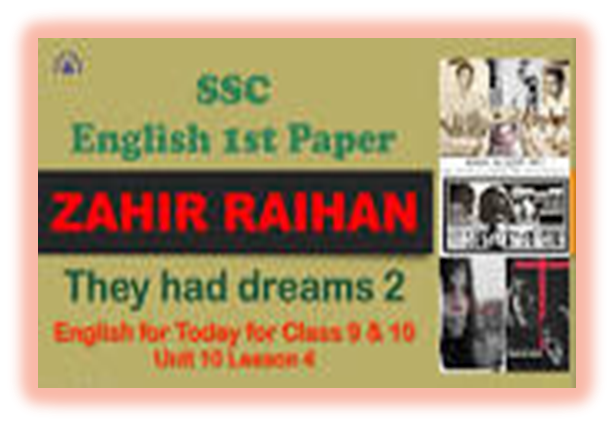 SSC
English 1st Paper
ZAHIR RAIHAN
They had dreams 2
English for Today for Class 9 & 10
Unit 10 Lesson 4